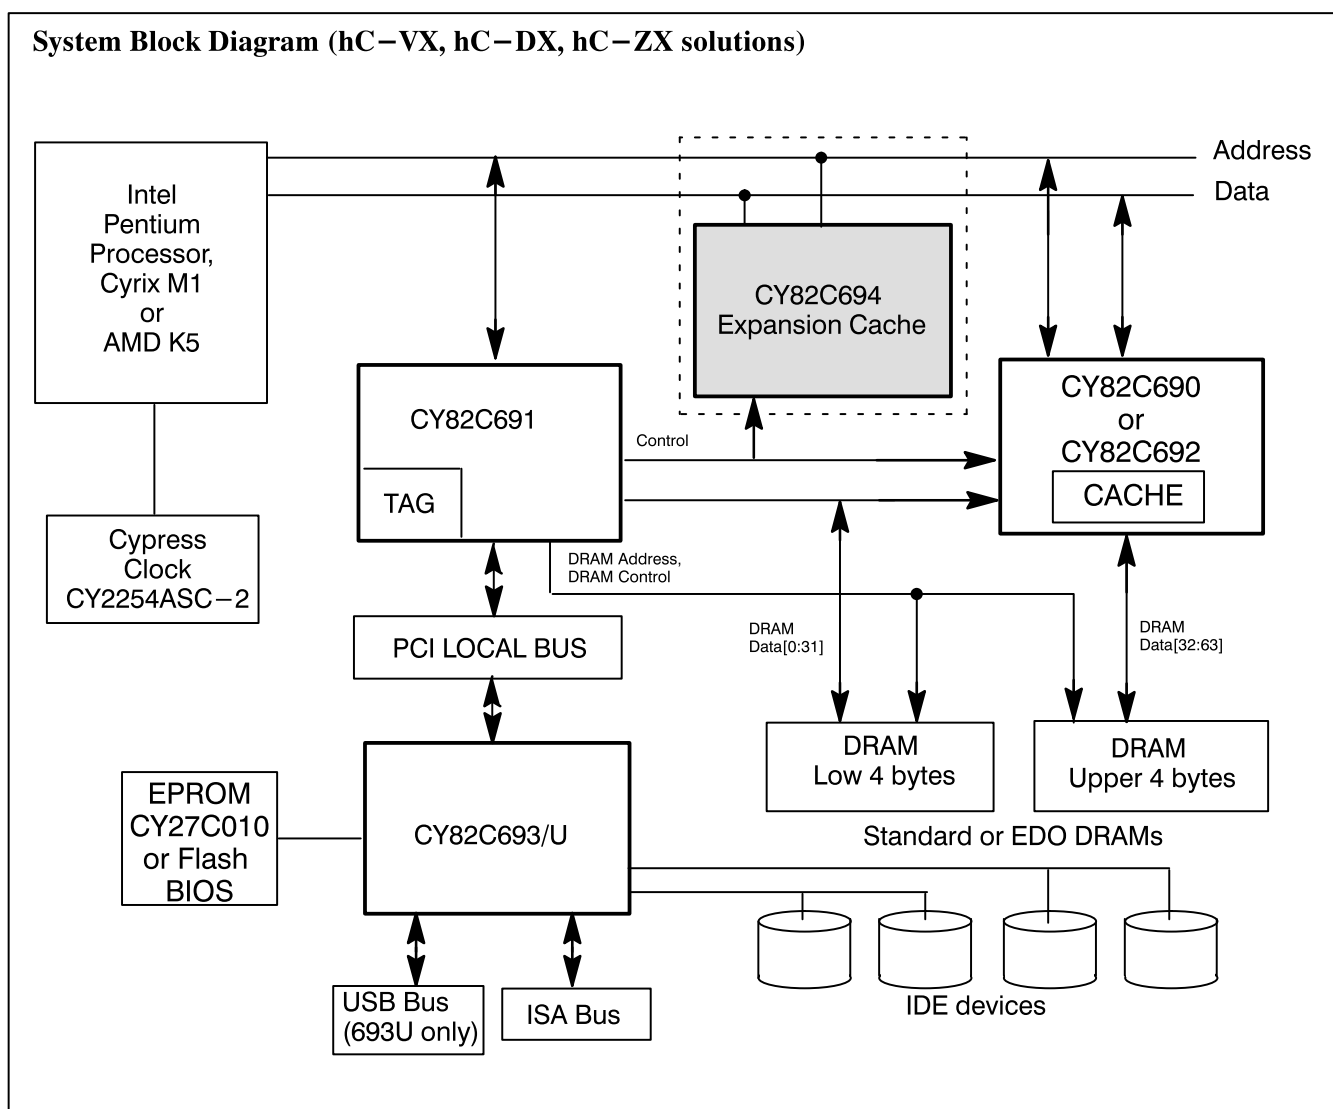 System Block Diagram (hC−VX, hC−DX, hC−ZX solutions)
Address
Data
Intel
Pentium
Processor,
Cyrix M1
or
AMD K5
CY82C694
Expansion Cache
CY82C691
TAG
Control
CY82C690
or
CY82C692
CACHE
Cypress
Clock
CY2254ASC−2
DRAM Address,
DRAM Control
PCI LOCAL BUS
DRAM
Data[0:31]
DRAM
Data[32:63]
DRAM
Low 4 bytes
DRAM
Upper 4 bytes
Standard or EDO DRAMs
EPROM
CY27C010
or Flash
BIOS
CY82C693/U
USB Bus
(693U only)
ISA Bus
IDE devices